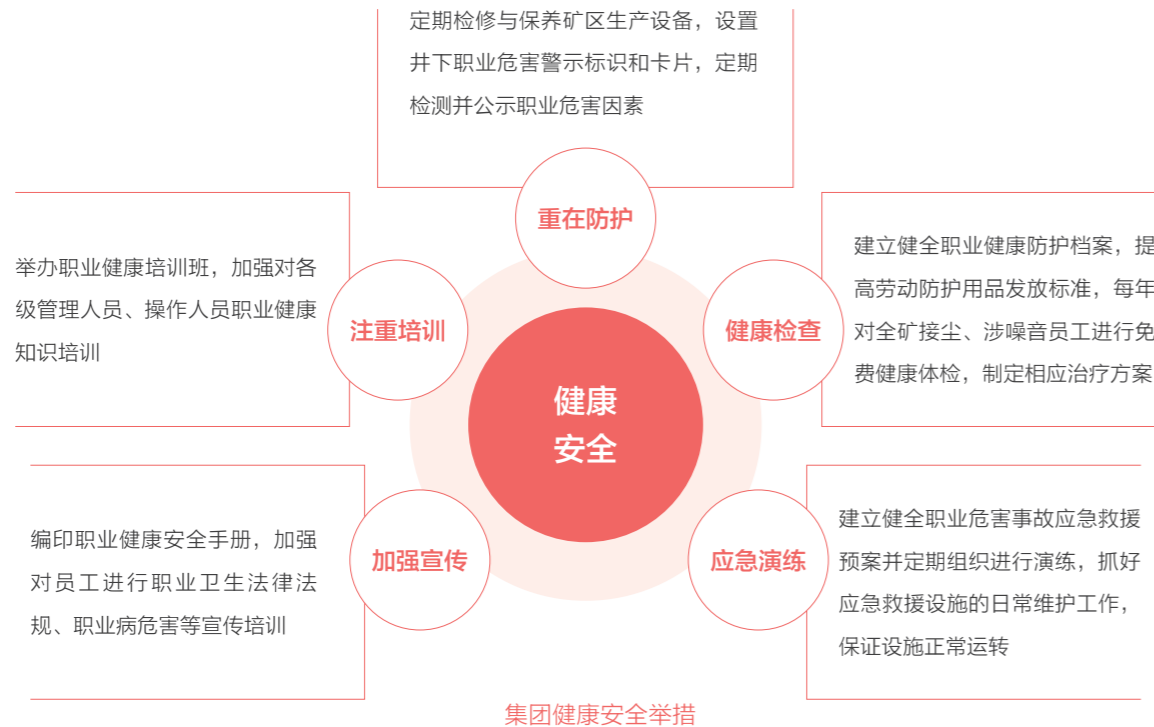 定期检修与保养矿区生产设备，设置
井下职业危害警示标识和卡片，定期
检测并公示职业危害因素
重在防护
举办职业健康培训班，加强对各
级管理人员、操作人员职业健康
知识培训
注重培训
健康检查
建立健全职业健康防护档案，提
高劳动防护用品发放标准，每年
对全矿接尘、涉噪音员工进行免
费健康体检，制定相应治疗方案
健康
安全
编印职业健康安全手册，加强
对员工进行职业卫生法律法
规、职业病危害等宣传培训
加强宣传
应急演练
建立健全职业危害事故应急救援
预案并定期组织进行演练，抓好
应急救援设施的日常维护工作，
保证设施正常运转
集团健康安全举措